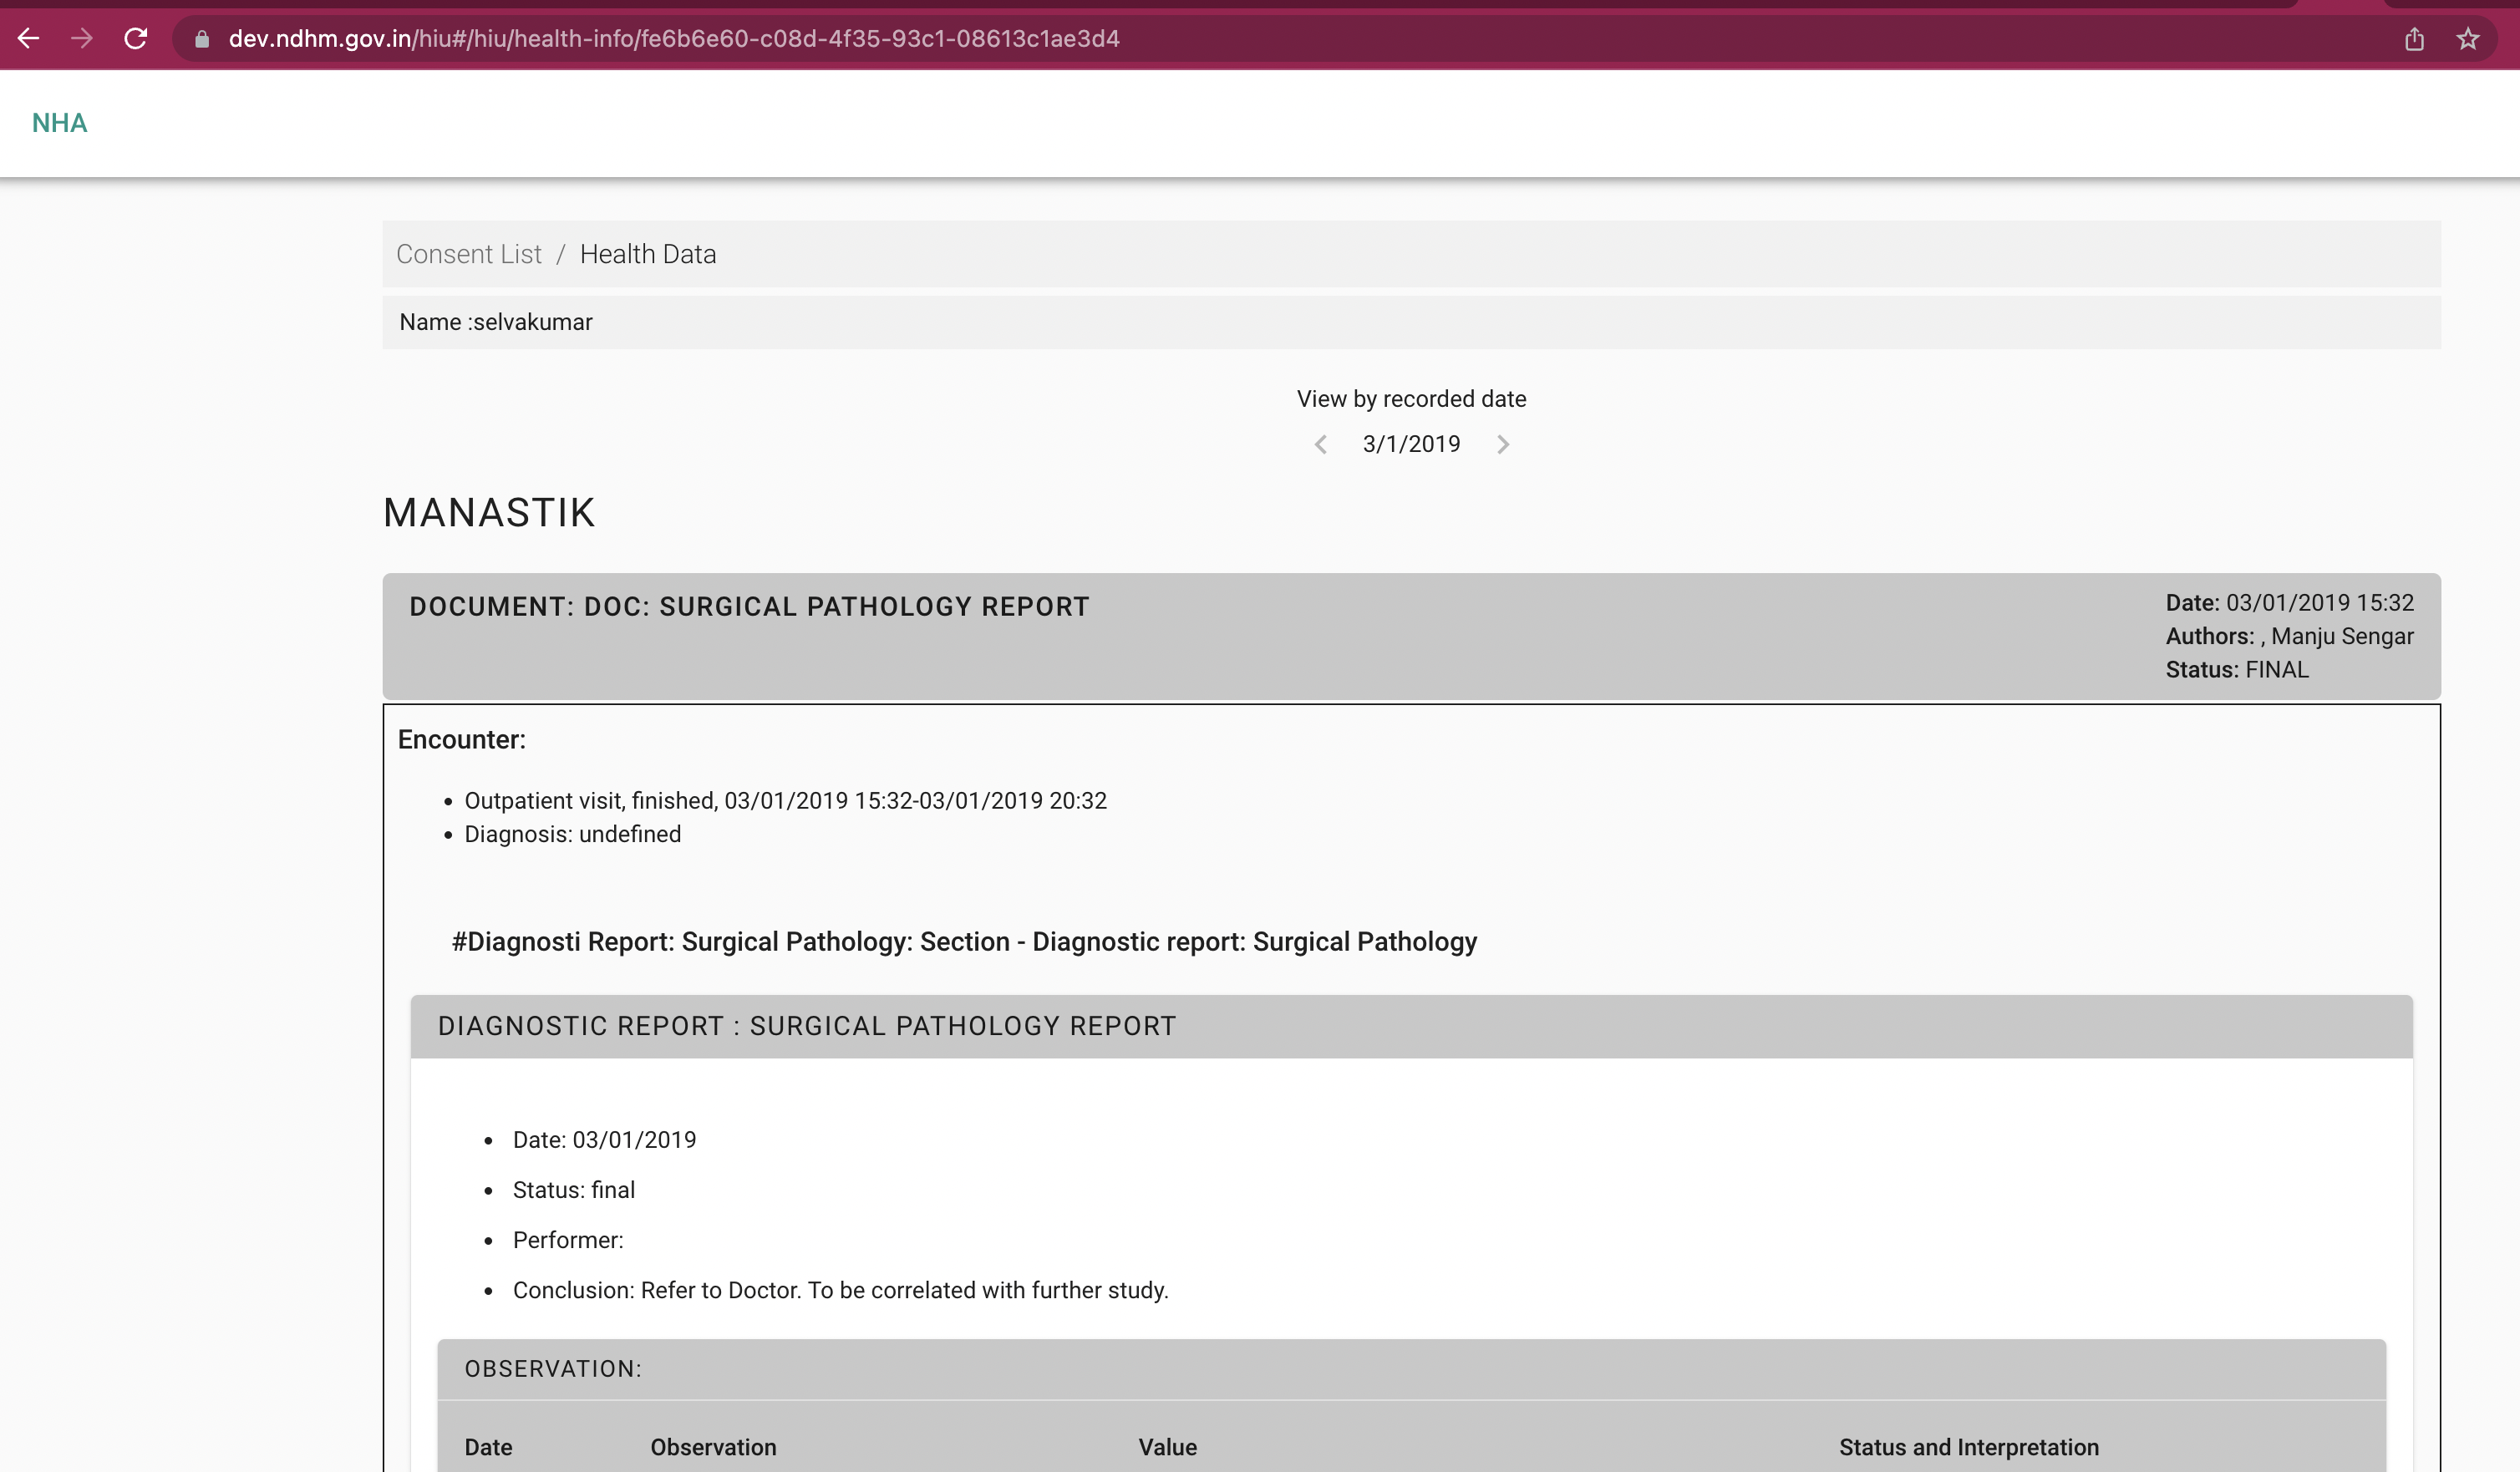 dev.ndhm.gov.in/hiu#/hiu/health-info/fe6b6e60-c08d-4f35-93c1-08613c1ae3d4
NHA
Consent List / Health Data
Name :selvakumar
View by recorded date
3/1/2019
MANASTIK
DOCUMENT: DOC: SURGICAL PATHOLOGY REPORT
Date: 03/01/2019 15:32
Authors: , Manju Sengar
Status: FINAL
Encounter:
• Outpatient visit, finished, 03/01/2019 15:32-03/01/2019 20:32
• Diagnosis: undefined
#Diagnosti Report: Surgical Pathology: Section - Diagnostic report: Surgical Pathology
DIAGNOSTIC REPORT : SURGICAL PATHOLOGY REPORT
• Date: 03/01/2019
• Status: final
• Performer:
• Conclusion: Refer to Doctor. To be correlated with further study.
OBSERVATION:
Date Observation Value Status and Interpretation